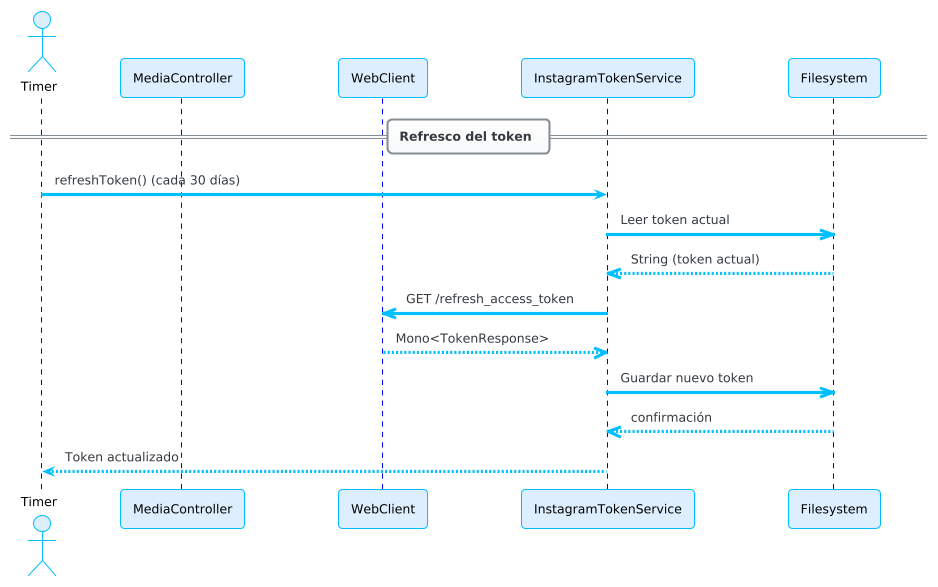 Timer
MediaController
WebClient
InstagramTokenService
Filesystem
Refresco del token
refreshToken() (cada 30 días)
Leer token actual
String (token actual)
GET /refresh_access_token
Mono<TokenResponse>
Guardar nuevo token
confirmación
Token actualizado
Timer
MediaController
WebClient
InstagramTokenService
Filesystem